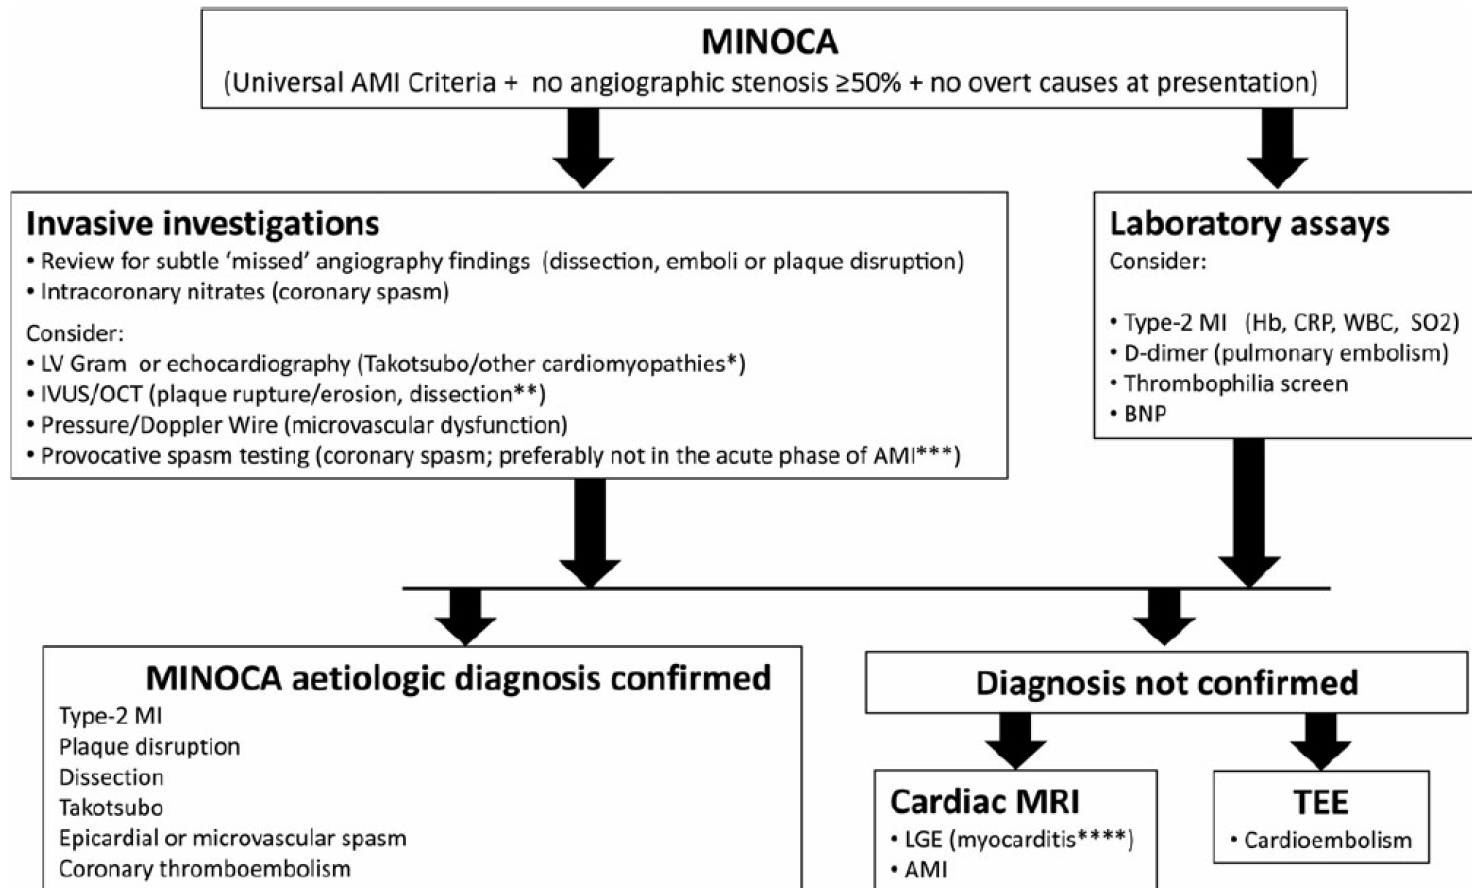 MINOCA
(Universal AMI Criteria + no angiographic stenosis ≥50% + no overt causes at presentation)
Invasive investigations
• Review for subtle ‘missed’ angiography findings (dissection, emboli or plaque disruption)
• Intracoronary nitrates (coronary spasm)
Consider:
• LV Gram or echocardiography (Takotsubo/other cardiomyopathies*)
• IVUS/OCT (plaque rupture/erosion, dissection**)
• Pressure/Doppler Wire (microvascular dysfunction)
• Provocative spasm testing (coronary spasm; preferably not in the acute phase of AMI***)
Laboratory assays
Consider:
• Type-2 MI (Hb, CRP, WBC, SO2)
• D-dimer (pulmonary embolism)
• Thrombophilia screen
• BNP
MINOCA aetiologic diagnosis confirmed
Type-2 MI
Plaque disruption
Dissection
Takotsubo
Epicardial or microvascular spasm
Coronary thromboembolism
Diagnosis not confirmed
Cardiac MRI
• LGE (myocarditis****)
• AMI
TEE
• Cardioembolism